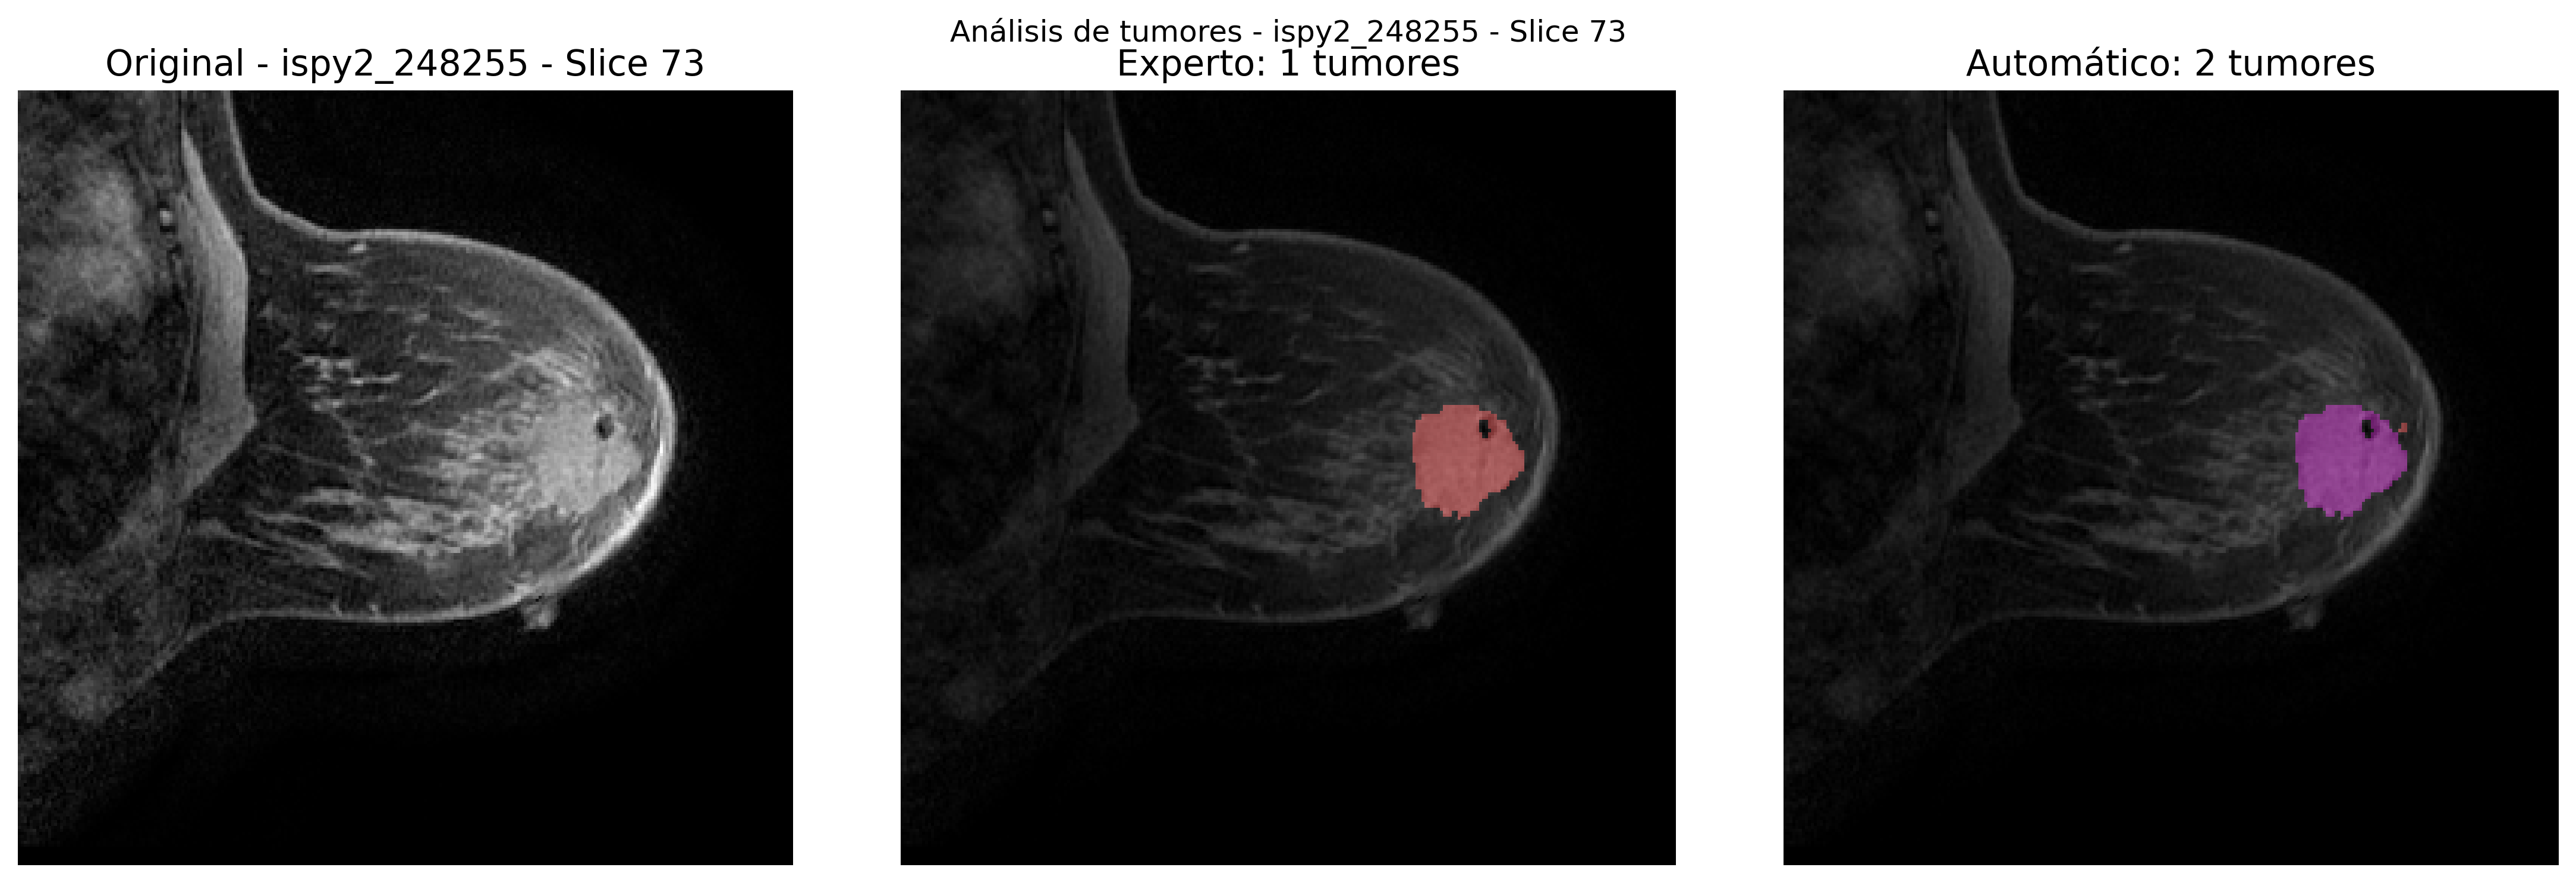 Análisis de tumores - ispy2_248255 - Slice 73
Original - ispy2_248255 - Slice 73
Experto: 1 tumores
Automático: 2 tumores